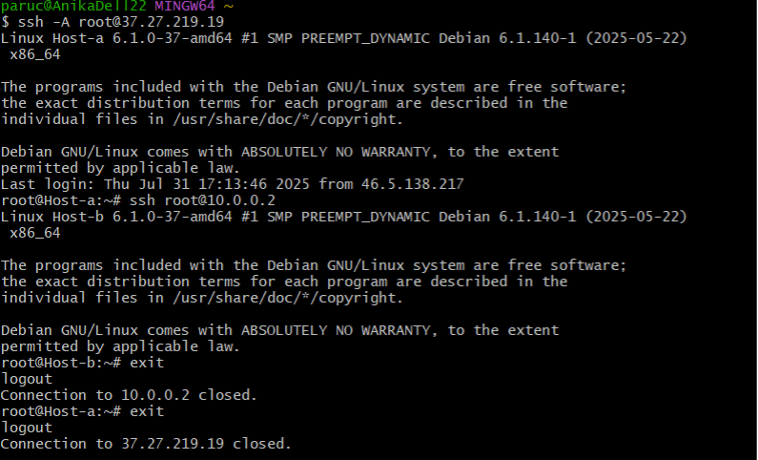 paruc@AnikaDell22 MINGW64 ~
$ ssh -A root@37.27.219.19
Linux Host-a 6.1.0-37-amd64 #1 SMP PREEMPT_DYNAMIC Debian 6.1.140-1 (2025-05-22)
 x86_64

The programs included with the Debian GNU/Linux system are free software;
the exact distribution terms for each program are described in the
individual files in /usr/share/doc/*/copyright.

Debian GNU/Linux comes with ABSOLUTELY NO WARRANTY, to the extent
permitted by applicable law.
Last login: Thu Jul 31 17:13:46 2025 from 46.5.138.217
root@Host-a:~# ssh root@10.0.0.2
Linux Host-b 6.1.0-37-amd64 #1 SMP PREEMPT_DYNAMIC Debian 6.1.140-1 (2025-05-22)
 x86_64

The programs included with the Debian GNU/Linux system are free software;
the exact distribution terms for each program are described in the
individual files in /usr/share/doc/*/copyright.

Debian GNU/Linux comes with ABSOLUTELY NO WARRANTY, to the extent
permitted by applicable law.
root@Host-b:~# exit
logout
Connection to 10.0.0.2 closed.
root@Host-a:~# exit
logout
Connection to 37.27.219.19 closed.